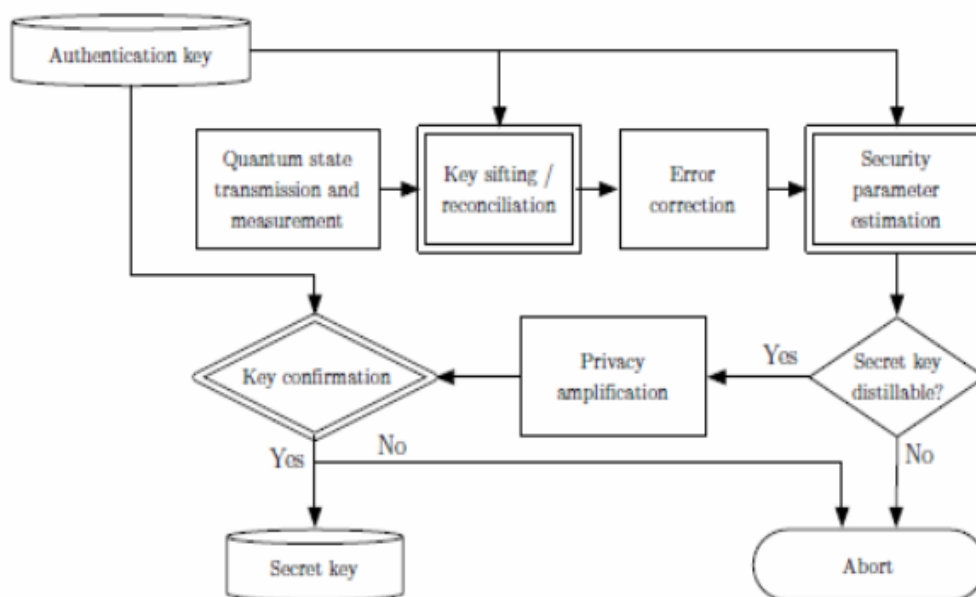 Authentication key
Quantum state
transmission and
measurement
Key sifting /
reconciliation
Error
correction
Security
parameter
estimation
Key confirmation
Privacy
amplification
Yes
Secret key
distillable?
Yes
No
No
Secret key
Abort